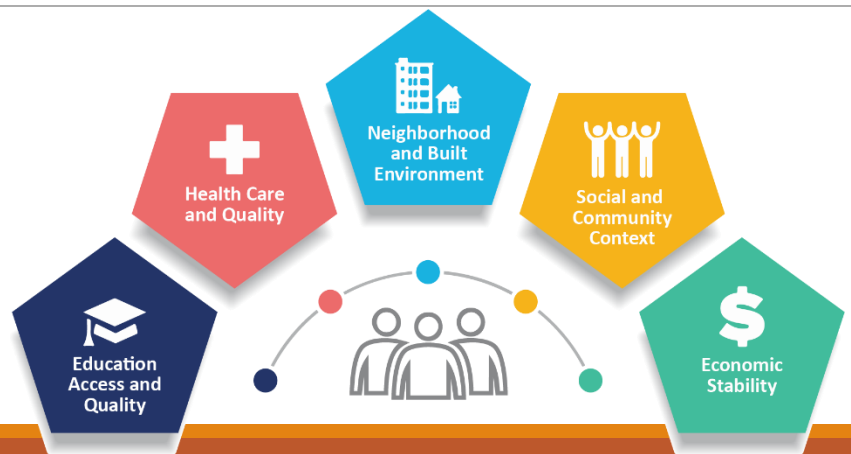 Education
Access and
Quality
Health Care
and Quality
Neighborhood
and Built
Environment
Social and
Community
Context
$
Economic
Stability